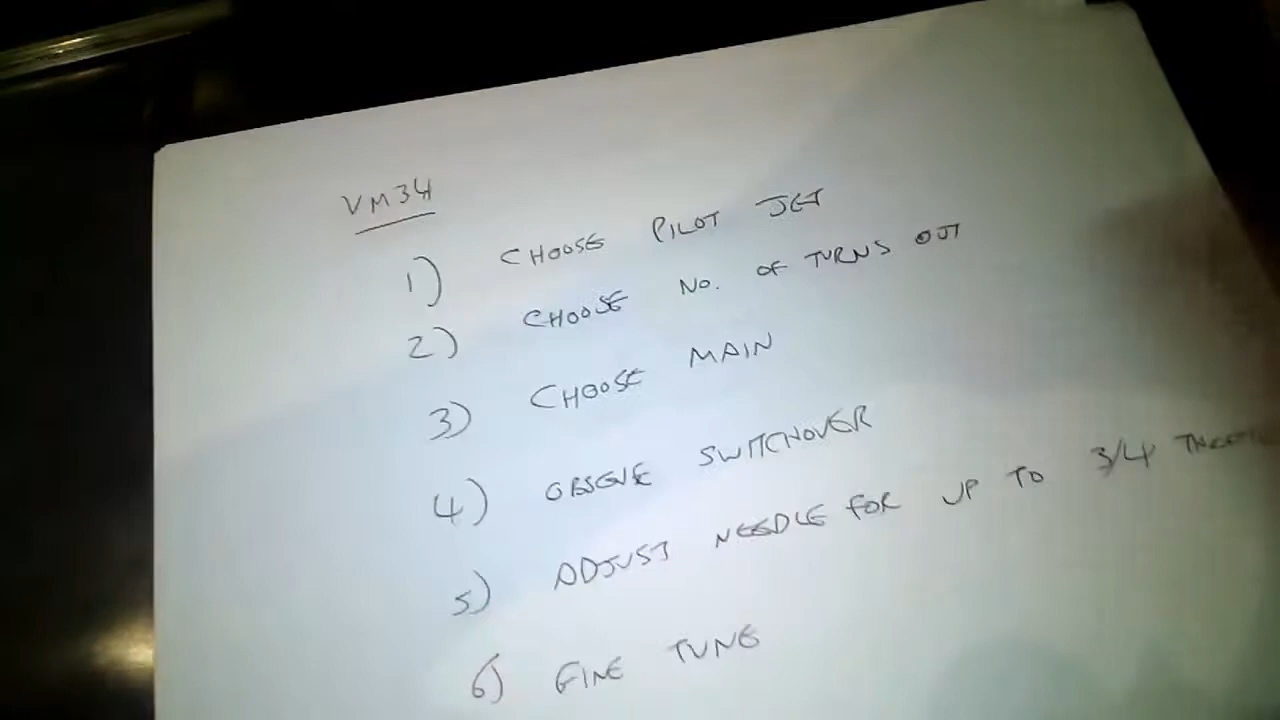 VM34
1) CHOOSE PILOT JET
2) CHOOSE NO. OF TURNS OUT
3) CHOOSE MAIN
4) OBSERVE SWITCHOVER
5) ADJUST NEEDLE FOR UP TO 3/4
6) FINE TUNE